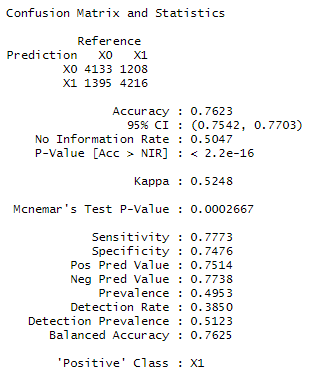 Confusion Matrix and Statistics
Reference
Prediction X0 X1
X0 4133 1208
X1 1395 4216
Accuracy : 0.7623
95% CI : (0.7542, 0.7703)
No Information Rate : 0.5047
P-Value [Acc > NIR] : < 2.2e-16
Kappa : 0.5248
Mcnemar's Test P-Value : 0.0002667
Sensitivity : 0.7773
Specificity : 0.7476
Pos Pred Value : 0.7514
Neg Pred Value : 0.7738
Prevalence : 0.4953
Detection Rate : 0.3850
Detection Prevalence : 0.5123
Balanced Accuracy : 0.7625
'Positive' Class : X1